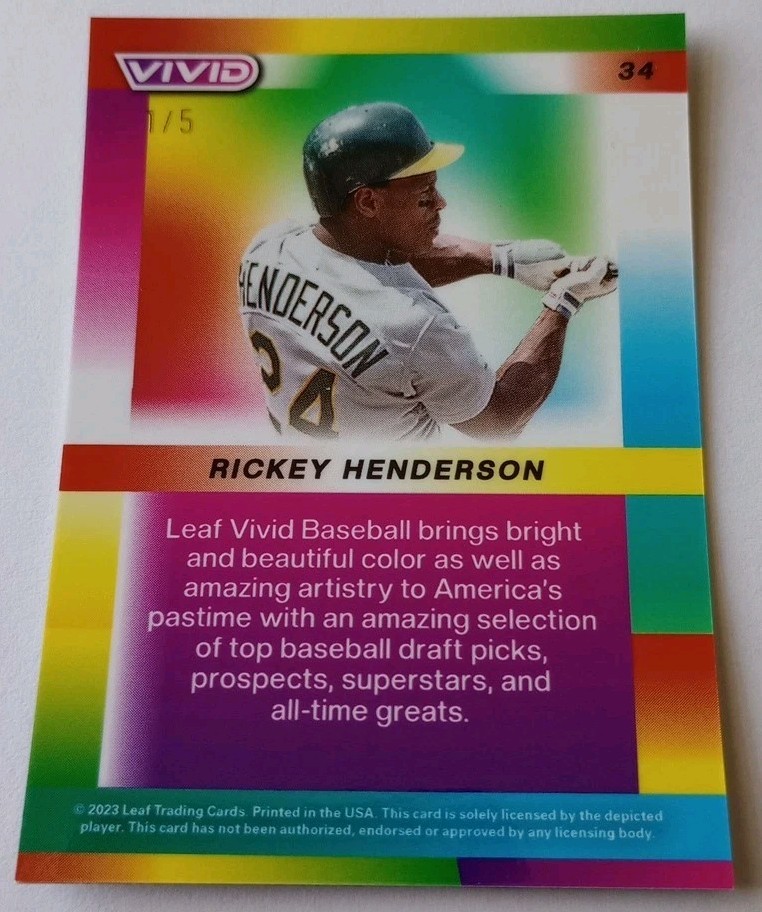 VIVID
34
1/5
HENDERSON
24
RICKEY HENDERSON
Leaf Vivid Baseball brings bright
and beautiful color as well as
amazing artistry to America's
pastime with an amazing selection
of top baseball draft picks,
prospects, superstars, and
all-time greats.
© 2023 Leaf Trading Cards. Printed in the USA. This card is solely licensed by the depicted
player. This card has not been authorized, endorsed or approved by any licensing body.